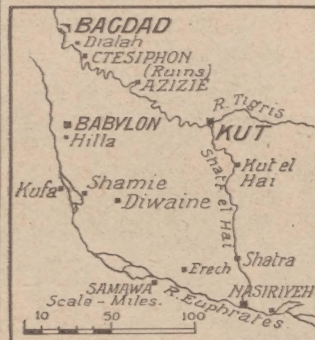 BAGDAD
Dialah
CTESIPHON
(Ruins)
AZIZIE
R. Tigris
BABYLON
KUT
Hilla
Shatt el Hai
Kut el
Hai
Kufa
Shamie
Diwaine
Erech
Shatra
SAMAWA
NASIRIYEH
Scale - Miles.
R. Euphrates
10 20 50 100